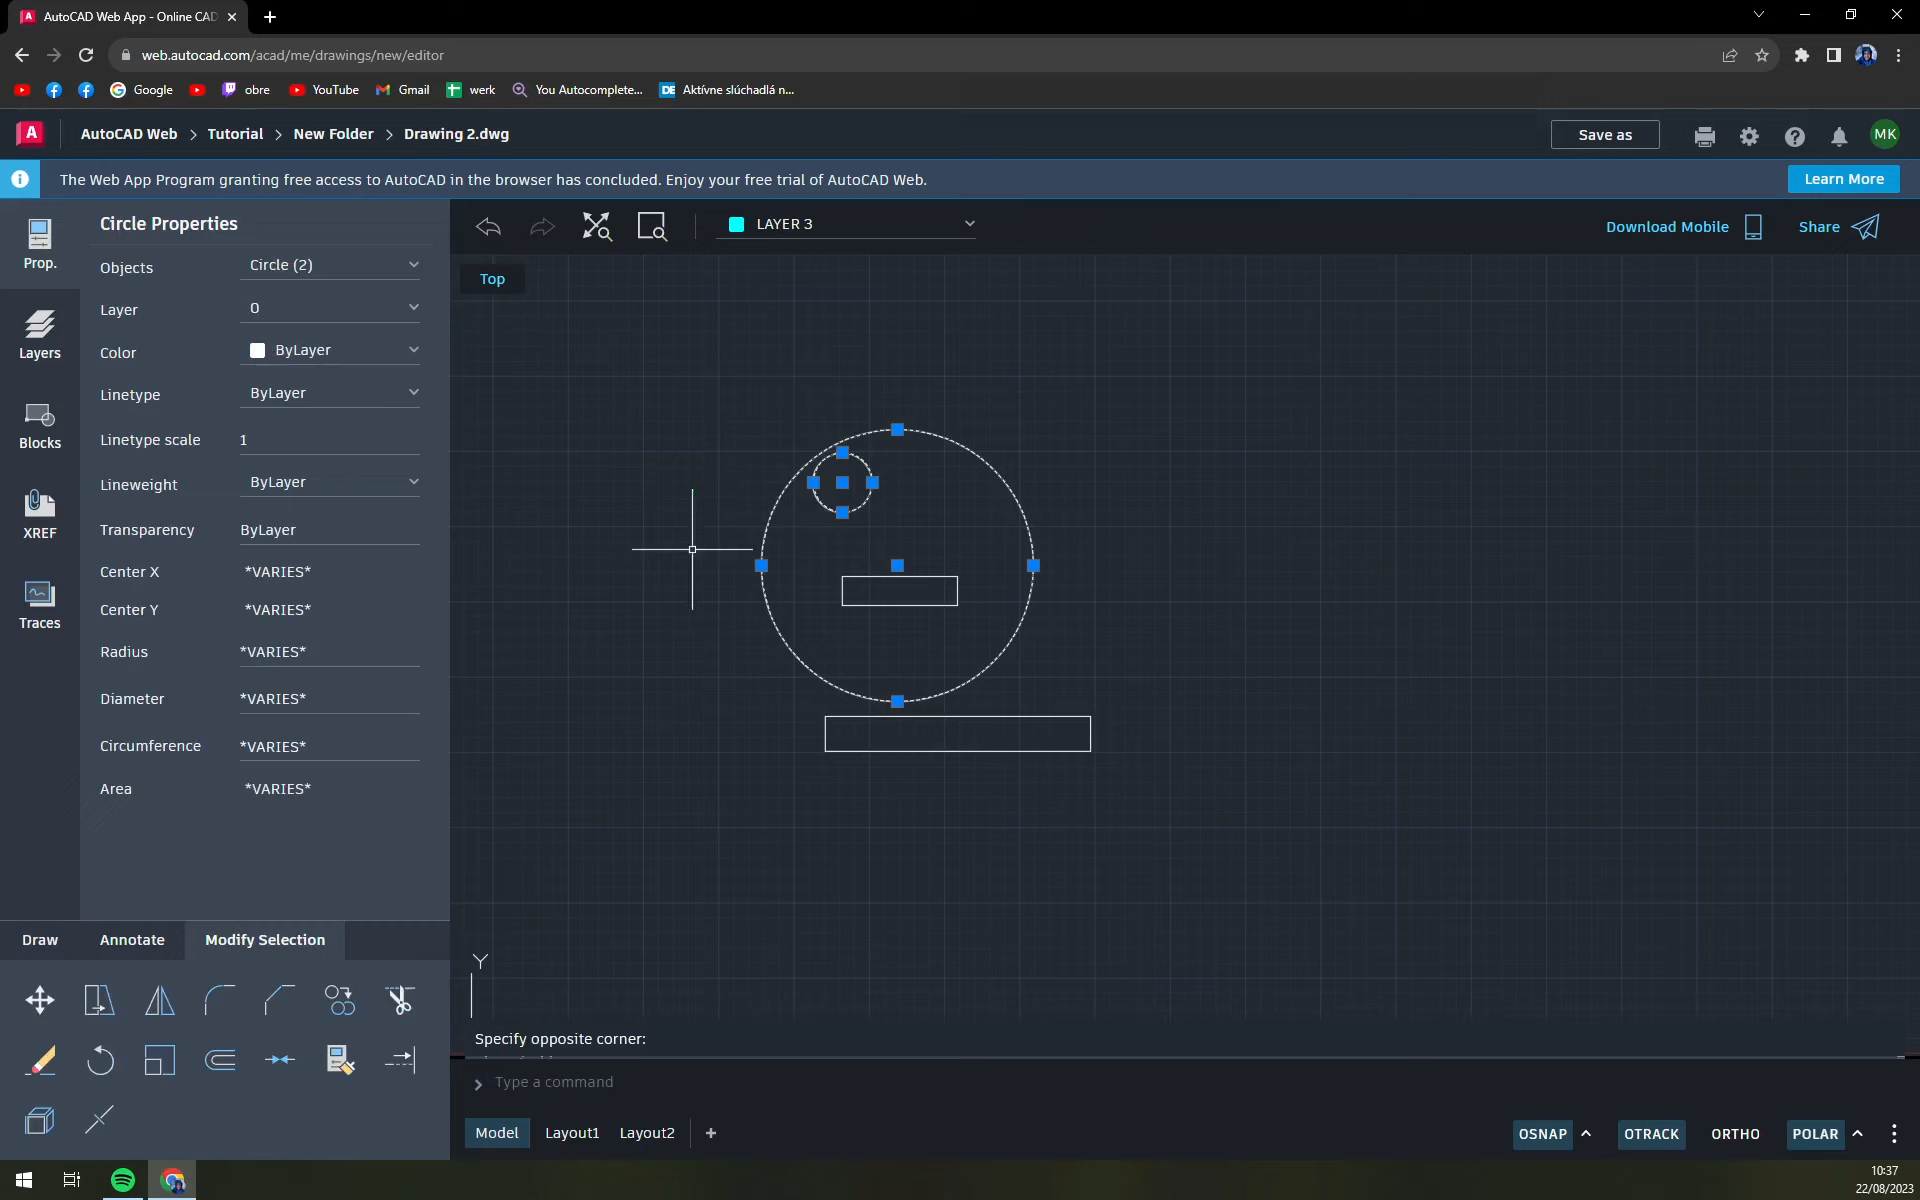 AutoCAD Web App - Online CAD
web.autocad.com/acad/me/drawings/new/editor
Google
obre
YouTube
Gmail
werk
You Autocomplete...
DE
Aktívne slúchadlá n...
A
AutoCAD Web > Tutorial > New Folder > Drawing 2.dwg
Save as
MK
The Web App Program granting free access to AutoCAD in the browser has concluded. Enjoy your free trial of AutoCAD Web.
Learn More
Prop.
Layers
Blocks
XREF
Traces
Circle Properties
Objects Circle (2)
Layer 0
Color ByLayer
Linetype ByLayer
Linetype scale 1
Lineweight ByLayer
Transparency ByLayer
Center X *VARIES*
Center Y *VARIES*
Radius *VARIES*
Diameter *VARIES*
Circumference *VARIES*
Area *VARIES*
LAYER 3
Download Mobile
Share
Top
Y
Draw
Annotate
Modify Selection
Specify opposite corner:
Type a command
Model
Layout1
Layout2
+
OSNAP
OTRACK
ORTHO
POLAR
10:37
22/08/2023